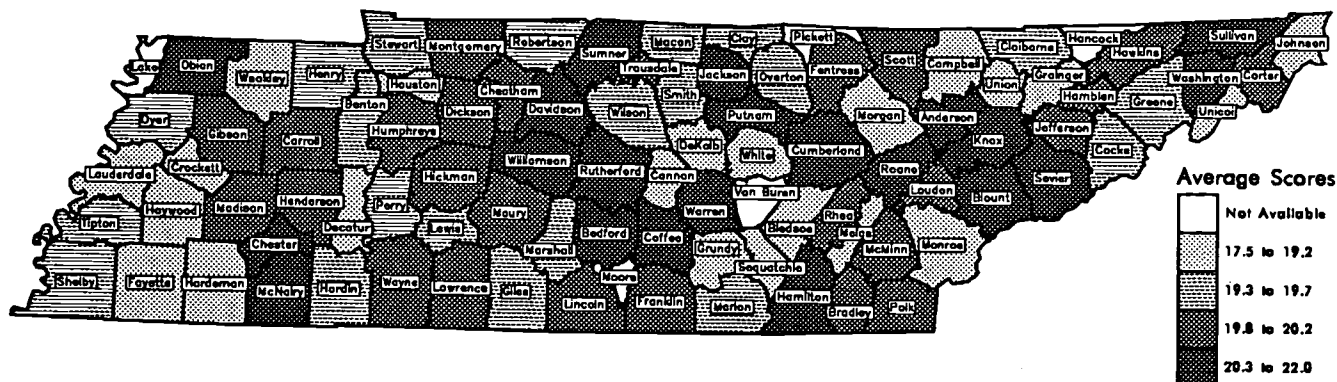 Stewart
Montgomery
Robertson
Sumner
Macon
Clay
Pickett
Scott
Campbell
Claiborne
Hancock
Hawkins
Sullivan
Johnson
Lake
Obion
Weakley
Henry
Houston
Cheatham
Trousdale
Jackson
Overton
Fentress
Union
Grainger
Washington
Carter
Benton
Dickson
Davidson
Wilson
Smith
Putnam
Morgan
Anderson
Hamblen
Greene
Unicoi
Dyer
Gibson
Carroll
Humphreys
Williamson
Rutherford
DeKalb
White
Cumberland
Knox
Jefferson
Cocke
Lauderdale
Crockett
Hickman
Cannon
Van Buren
Roane
Loudon
Blount
Sevier
Tipton
Haywood
Madison
Henderson
Decatur
Perry
Lewis
Maury
Marshall
Bedford
Coffee
Warren
Bledsoe
Rhea
Meigs
McMinn
Monroe
Chester
Grundy
Sequatchie
Shelby
Fayette
Hardeman
McNairy
Hardin
Wayne
Lawrence
Giles
Lincoln
Moore
Franklin
Marion
Hamilton
Bradley
Polk
Average Scores
Not Available
17.5 to 19.2
19.3 to 19.7
19.8 to 20.2
20.3 to 22.0